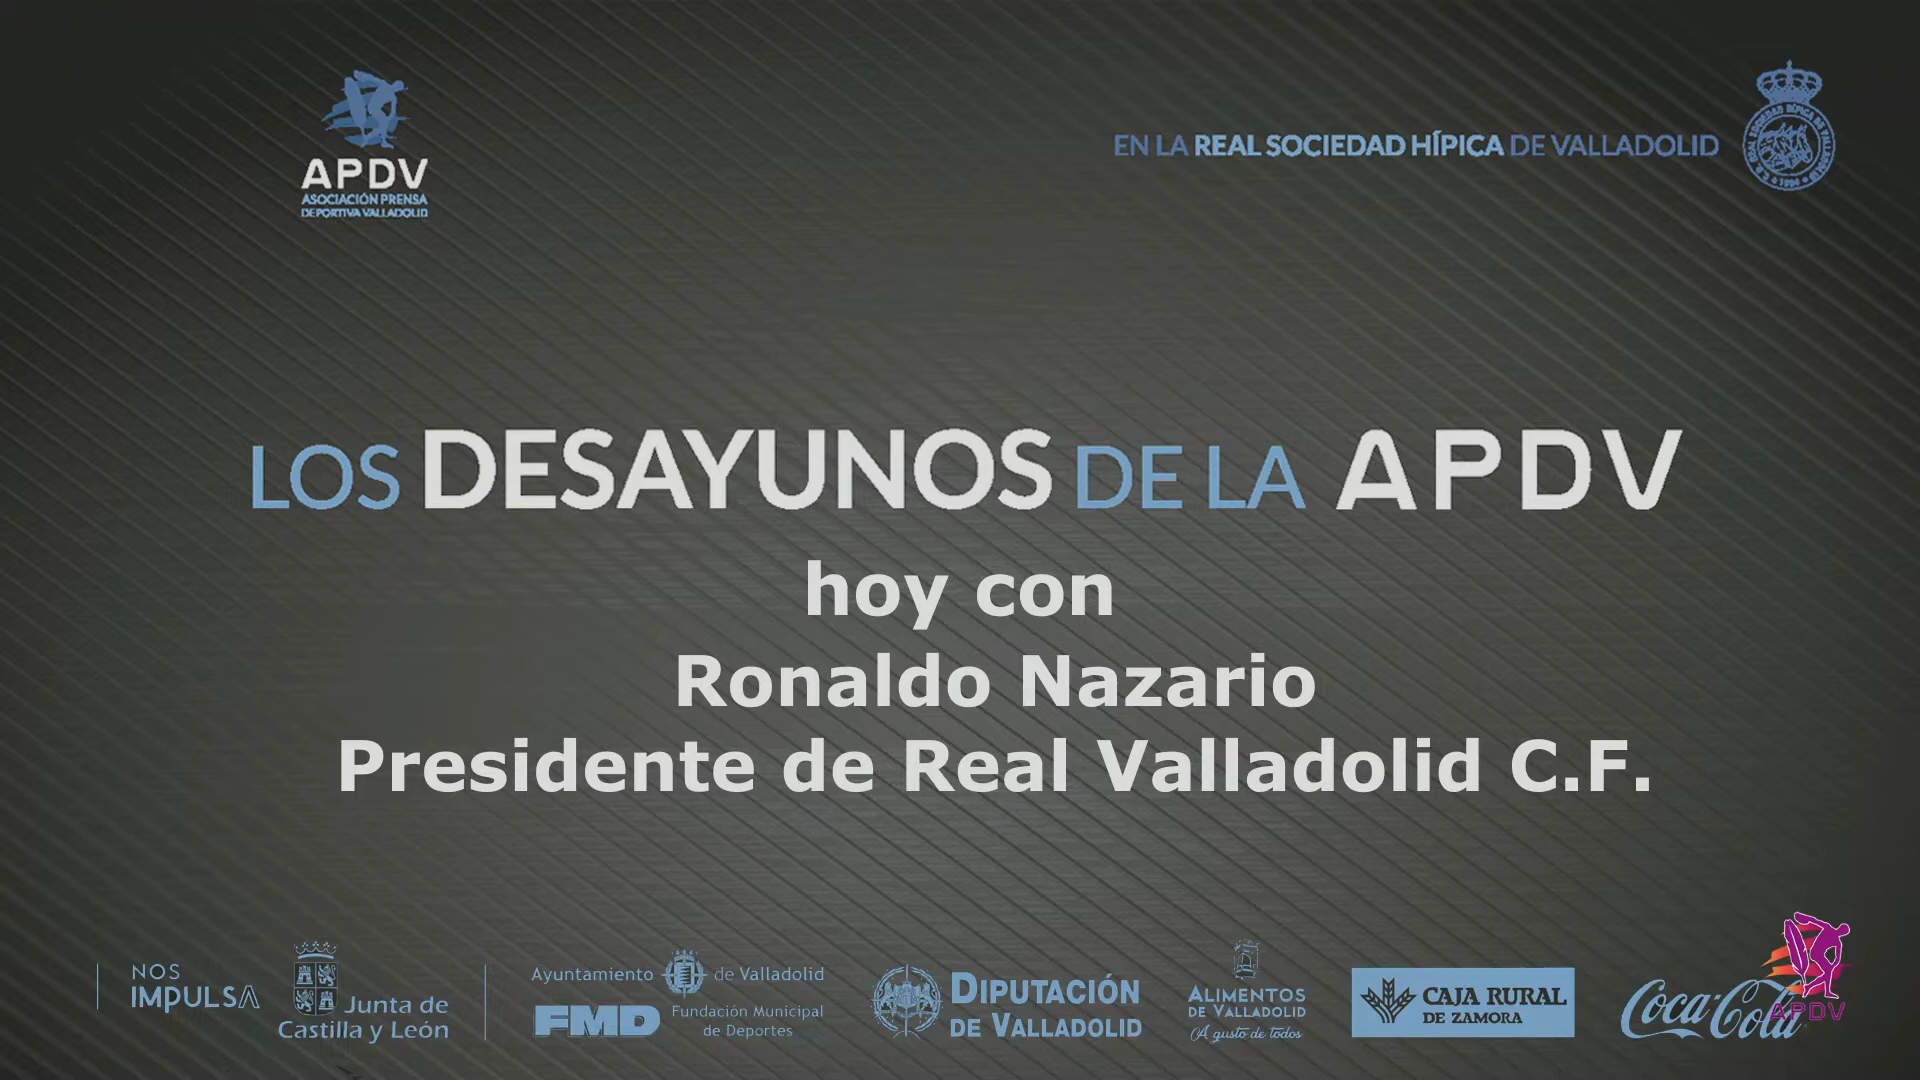 APDV
ASOCIACIÓN PRENSA
DEPORTIVA VALLADOLID
EN LA REAL SOCIEDAD HÍPICA DE VALLADOLID
LOS DESAYUNOS DE LA APDV
hoy con
Ronaldo Nazario
Presidente de Real Valladolid C.F.
NOS
IMPULSA
Junta de
Castilla y León
Ayuntamiento de Valladolid
FMD
Fundación Municipal
de Deportes
DIPUTACIÓN
DE VALLADOLID
ALIMENTOS
DE VALLADOLID
A gusto de todos
CAJA RURAL
DE ZAMORA
Coca-Cola
APDV